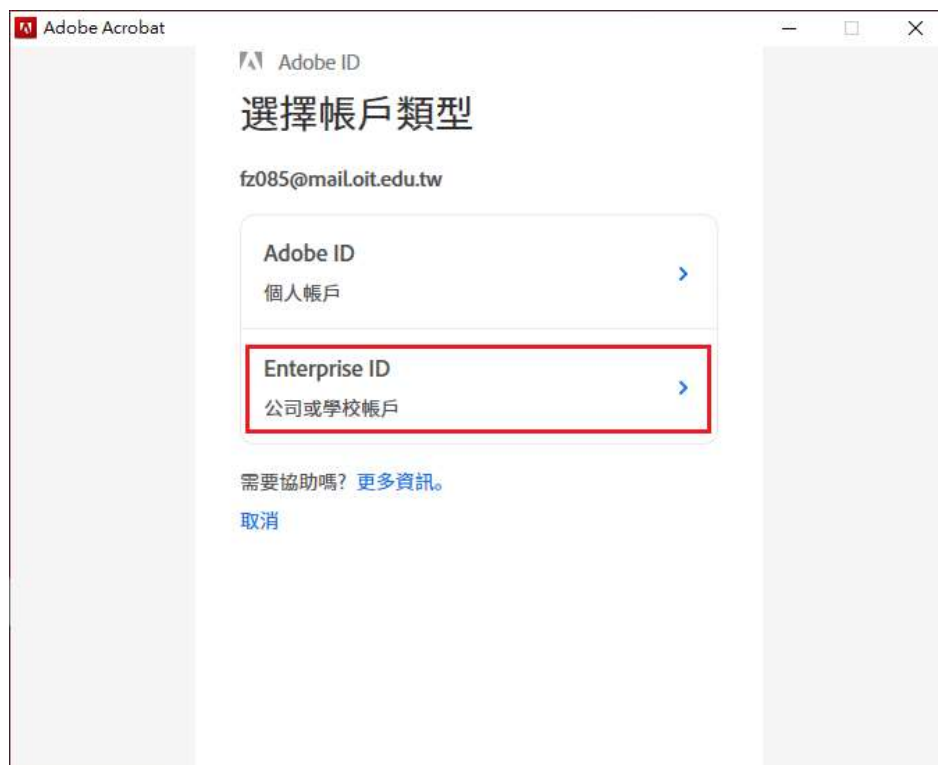 Adobe Acrobat
Adobe ID
選擇帳戶類型
fz085@mail.oit.edu.tw
Adobe ID
個人帳戶
Enterprise ID
公司或學校帳戶
需要協助嗎? 更多資訊。
取消